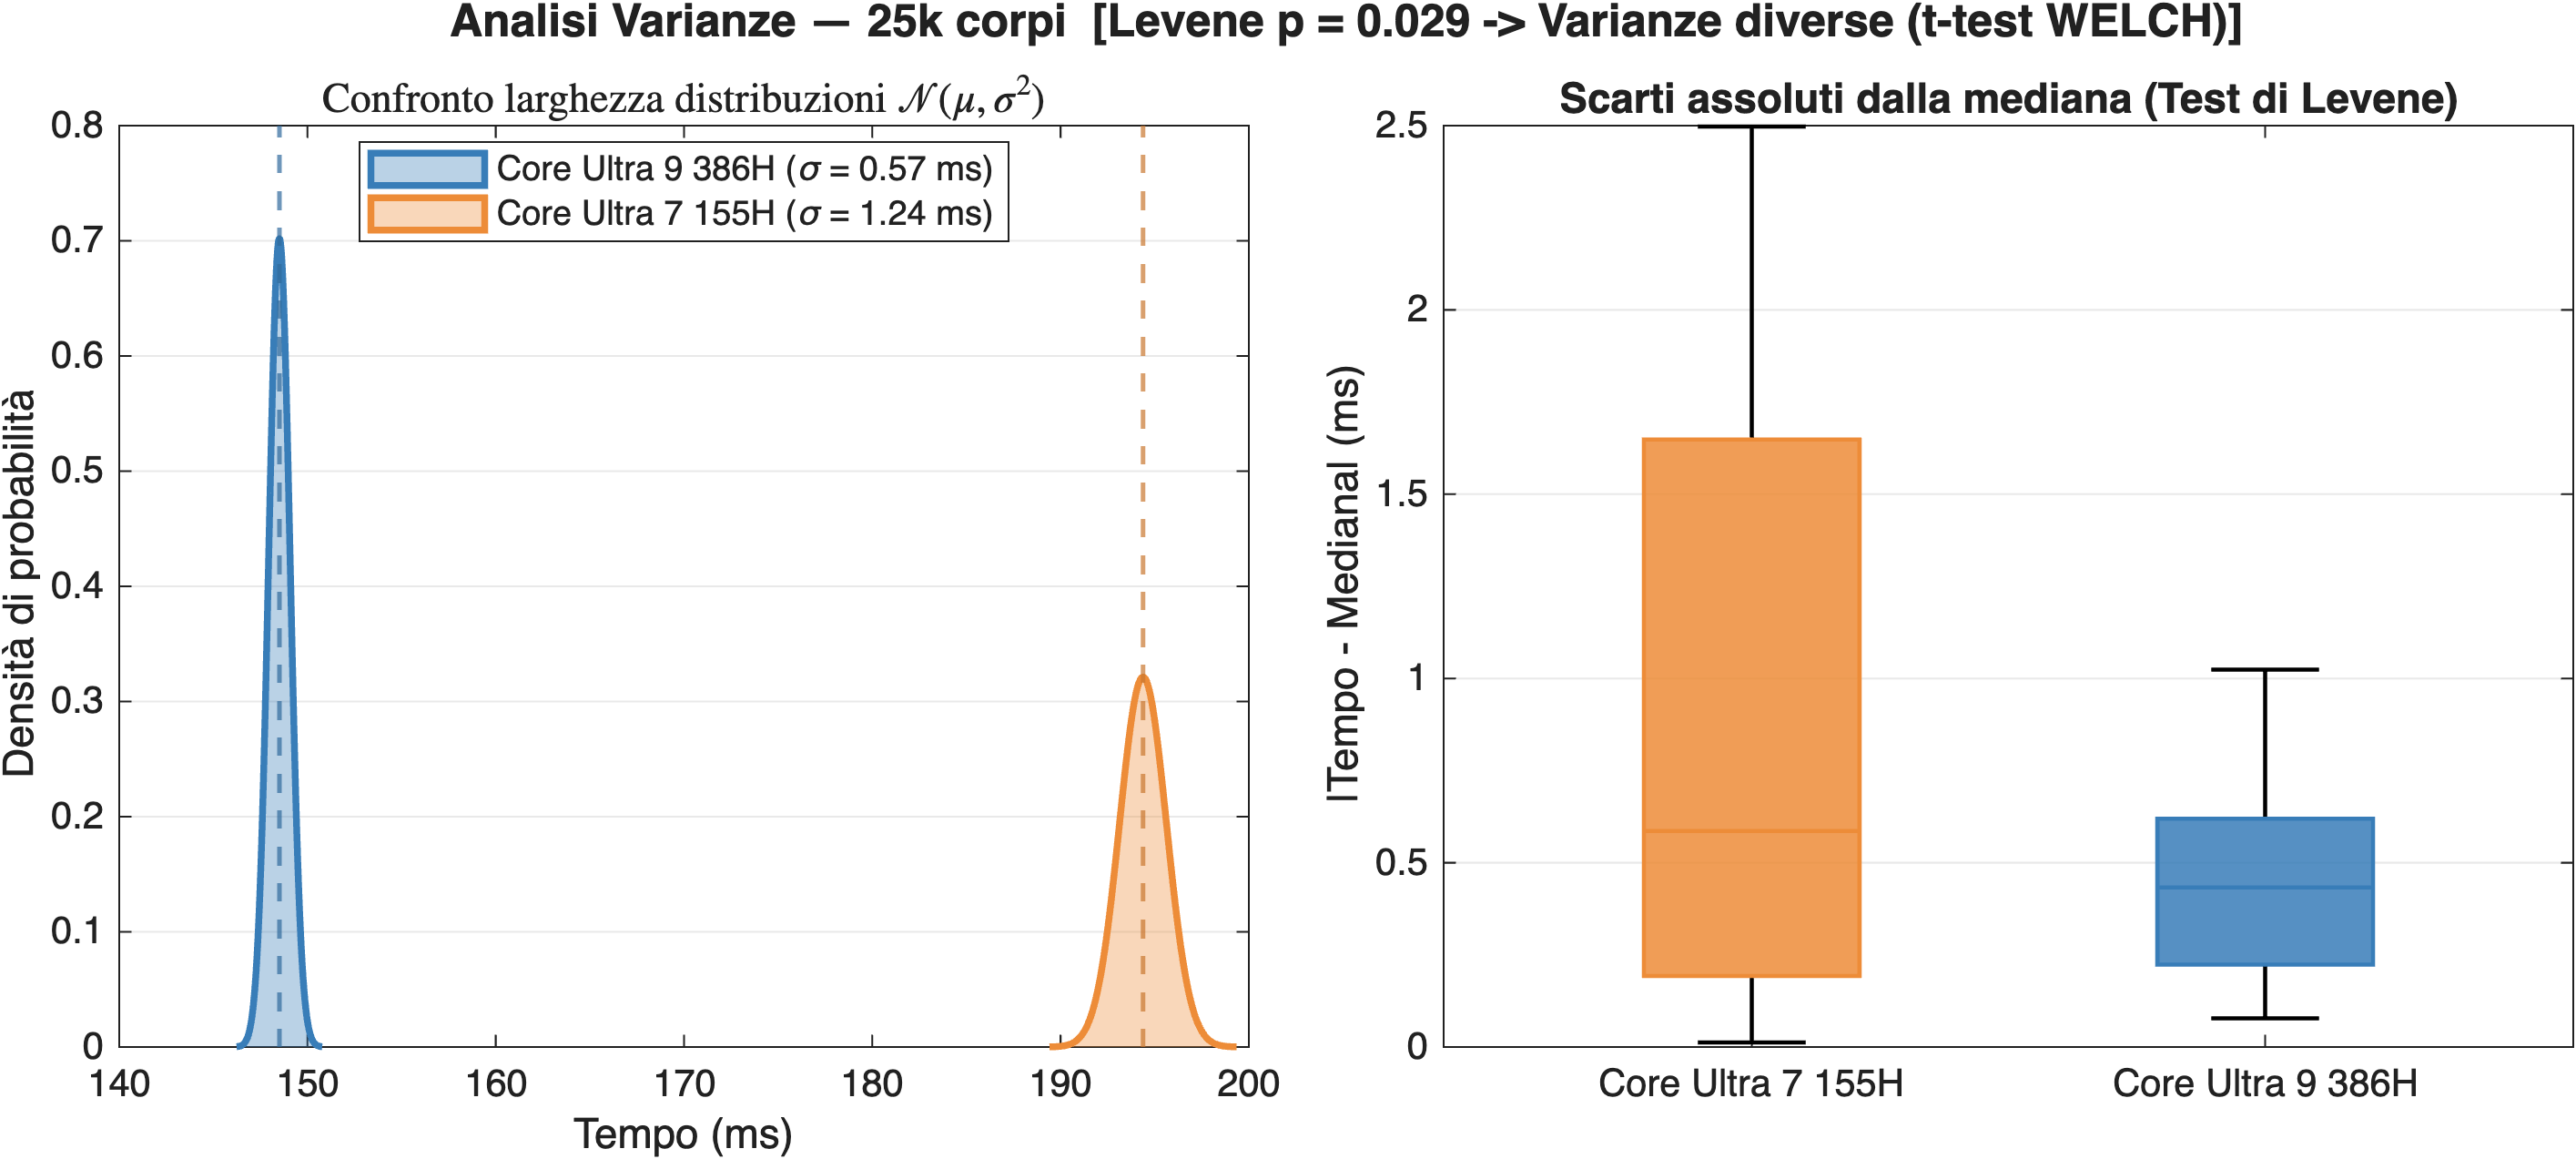 Analisi Varianze — 25k corpi [Levene p = 0.029 -> Varianze diverse (t-test WELCH)]
Confronto larghezza distribuzioni 𝒩(μ, σ²)
Core Ultra 9 386H (σ = 0.57 ms)
Core Ultra 7 155H (σ = 1.24 ms)
Densità di probabilità
0.8
0.7
0.6
0.5
0.4
0.3
0.2
0.1
0
140 150 160 170 180 190 200
Tempo (ms)
Scarti assoluti dalla mediana (Test di Levene)
|Tempo - Mediana| (ms)
2.5
2
1.5
1
0.5
0
Core Ultra 7 155H Core Ultra 9 386H